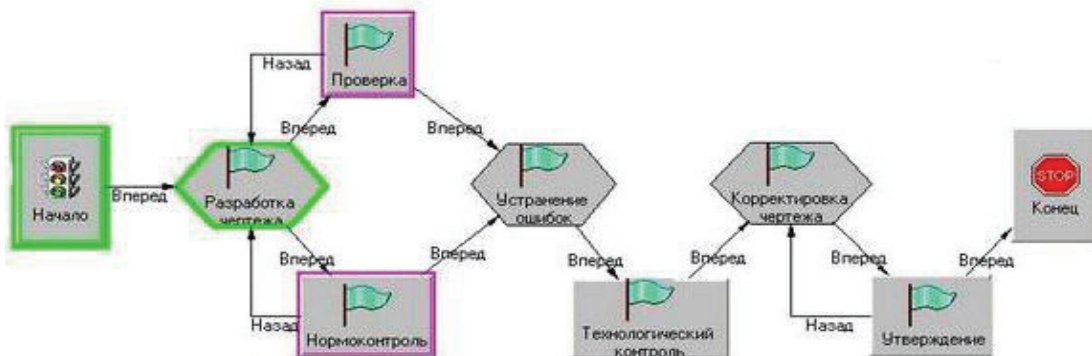 Назад
Проверка
Вперед
Вперед
Начало
Вперед
Разработка
чертежа
Устранение
ошибок
Корректировка
чертежа
STOP
Конец
Вперед
Вперед
Вперед
Вперед
Вперед
Вперед
Назад
Нормоконтроль
Технологический
контроль
Назад
Утверждение